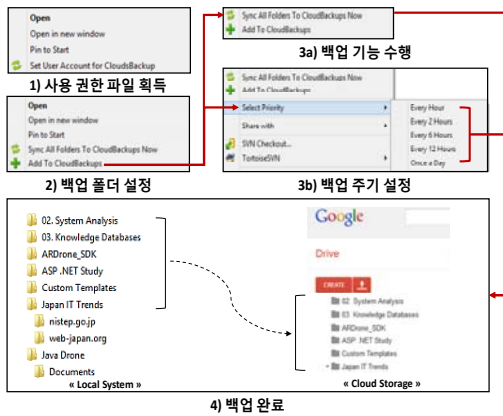 Open
Open in new window
Pin to Start
Set User Account for CloudsBackup
1) 사용 권한 파일 획득
Open
Open in new window
Pin to Start
Sync All Folders To CloudBackups Now
Add To CloudBackups
2) 백업 폴더 설정
Sync All Folders To CloudBackups Now
Add To CloudBackups
3a) 백업 기능 수행
Sync All Folders To CloudBackups Now
Add To CloudBackups
Select Priority
Share with
SVN Checkout...
TortoiseSVN
Every Hour
Every 2 Hours
Every 6 Hours
Every 12 Hours
Once a Day
3b) 백업 주기 설정
02. System Analysis
03. Knowledge Databases
ARDrone_SDK
ASP .NET Study
Custom Templates
Japan IT Trends
nistep.go.jp
web-japan.org
Java Drone
Documents
« Local System »
Google
Drive
CREATE
02. System Analysis
03. Knowledge Databases
ARDrone_SDK
ASP .NET Study
Custom Templates
Japan IT Trends
« Cloud Storage »
4) 백업 완료